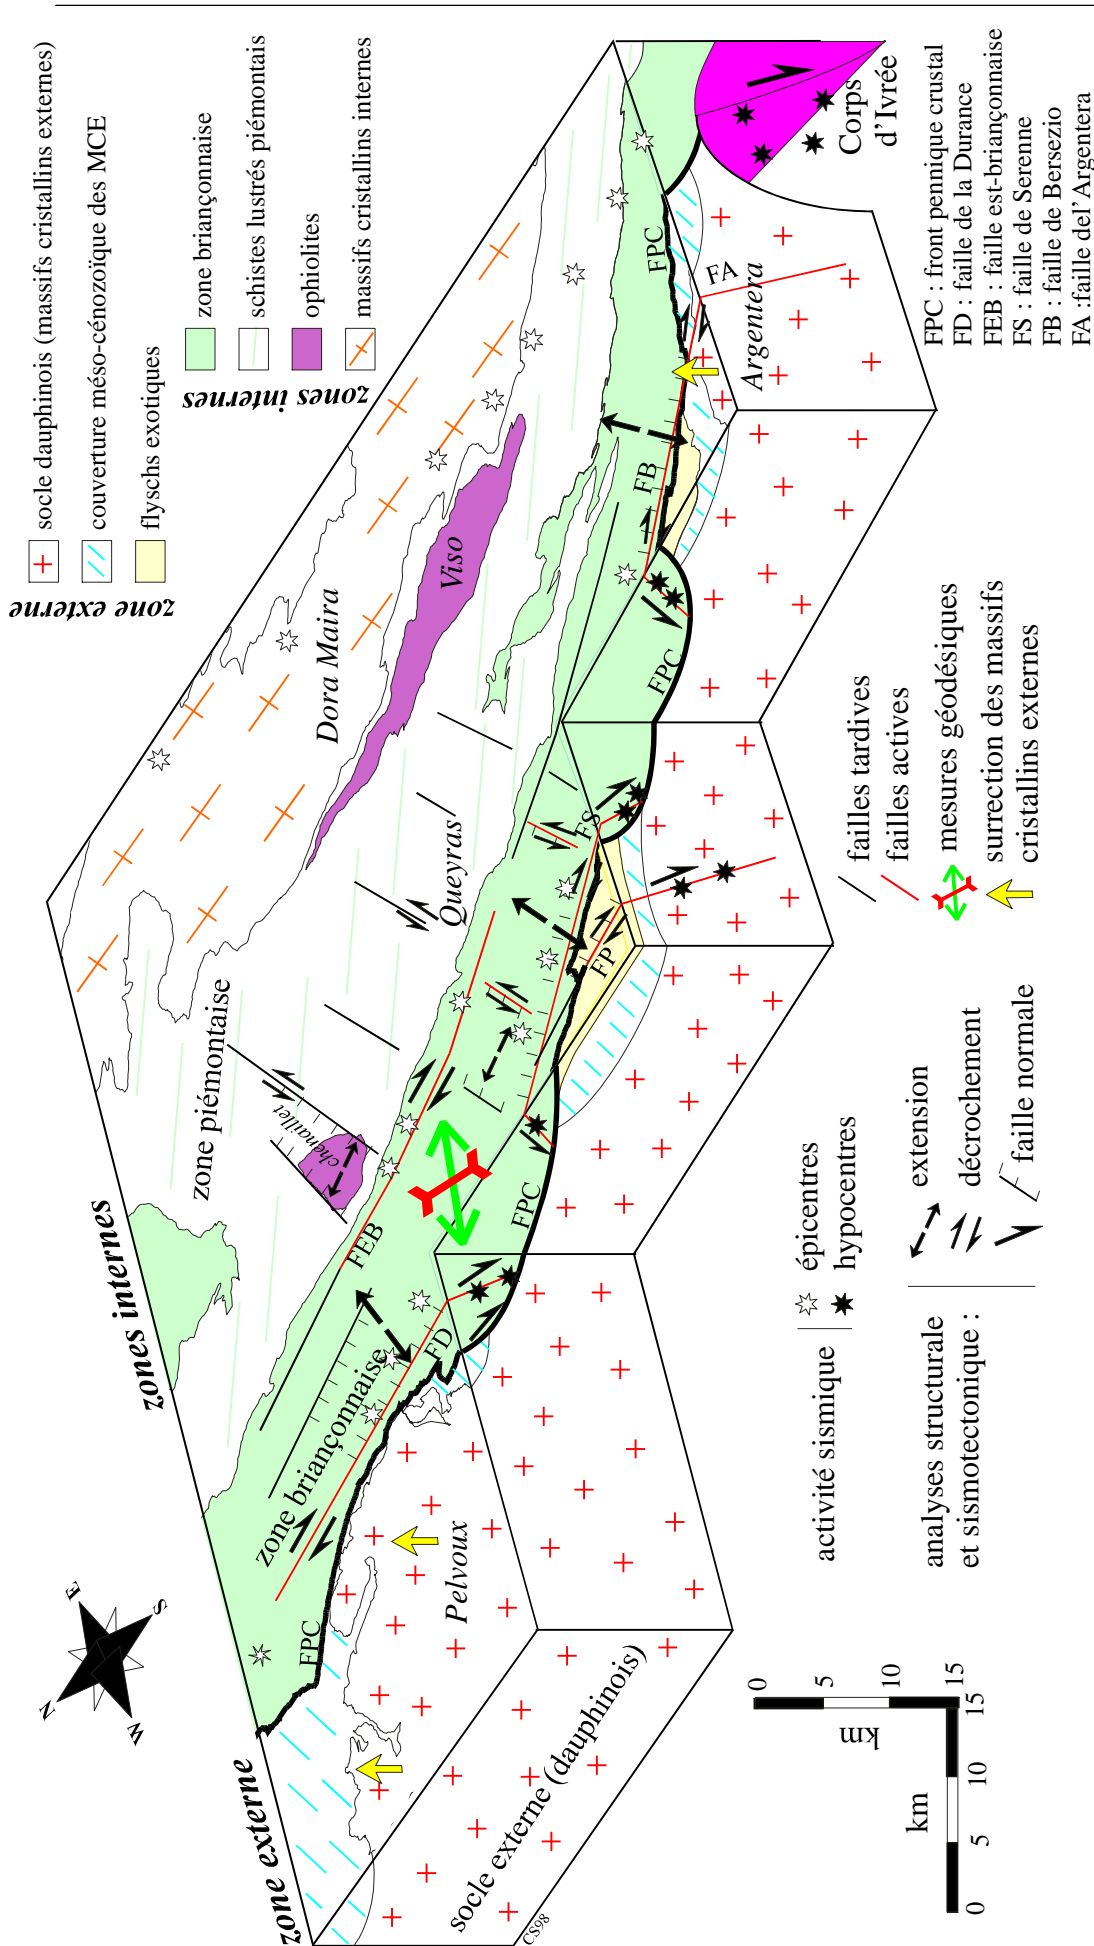 zone externe
socle dauphinois (massifs cristallins externes)
couverture méso-cénozoïque des MCE
flyschs exotiques
zones internes
zone briançonnaise
schistes lustrés piémontais
ophiolites
massifs cristallins internes
N
E
S
W
zones internes
zone externe
zone piémontaise
chenaillet
Dora Maira
Viso
Queyras'
zone briançonnaise
FEB
FPC
FD
FPC
FP
FS
FPC
FB
FPC
FA
Pelvoux
Argentera
Corps
d'Ivrée
socle externe (dauphinois)
CS98
FPC : front pennique crustal
FD : faille de la Durance
FEB : faille est-briançonnaise
FS : faille de Serenne
FB : faille de Bersezio
FA :faille del'Argentera
0
5
10
15
km
0
5
10
15
km
activité sismique
épicentres
hypocentres
analyses structurale
et sismotectonique :
extension
décrochement
faille normale
failles tardives
failles actives
mesures géodésiques
surrection des massifs
cristallins externes